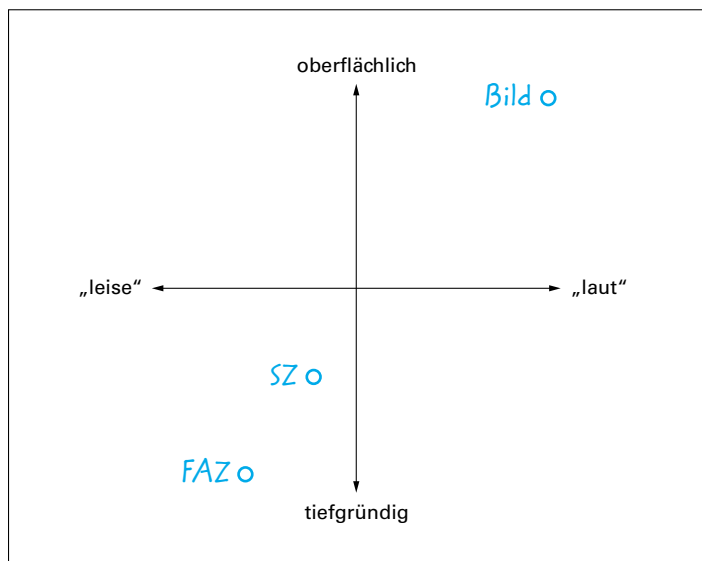 oberflächlich
Bild
„leise“
„laut“
SZ
FAZ
tiefgründig